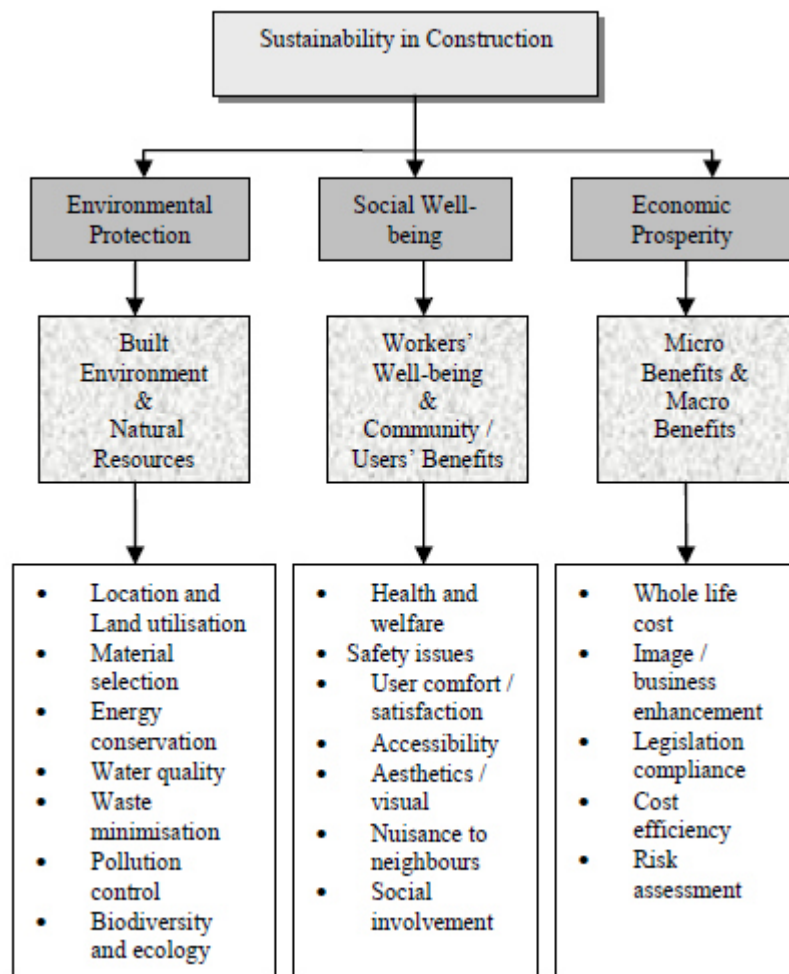 Sustainability in Construction
Environmental
Protection
Social Well-
being
Economic
Prosperity
Built
Environment
&
Natural
Resources
Workers'
Well-being
&
Community /
Users' Benefits
Micro
Benefits &
Macro
Benefits
• Location and
Land utilisation
• Material
selection
• Energy
conservation
• Water quality
• Waste
minimisation
• Pollution
control
• Biodiversity
and ecology
• Health and
welfare
• Safety issues
• User comfort /
satisfaction
• Accessibility
• Aesthetics /
visual
• Nuisance to
neighbours
• Social
involvement
• Whole life
cost
• Image /
business
enhancement
• Legislation
compliance
• Cost
efficiency
• Risk
assessment